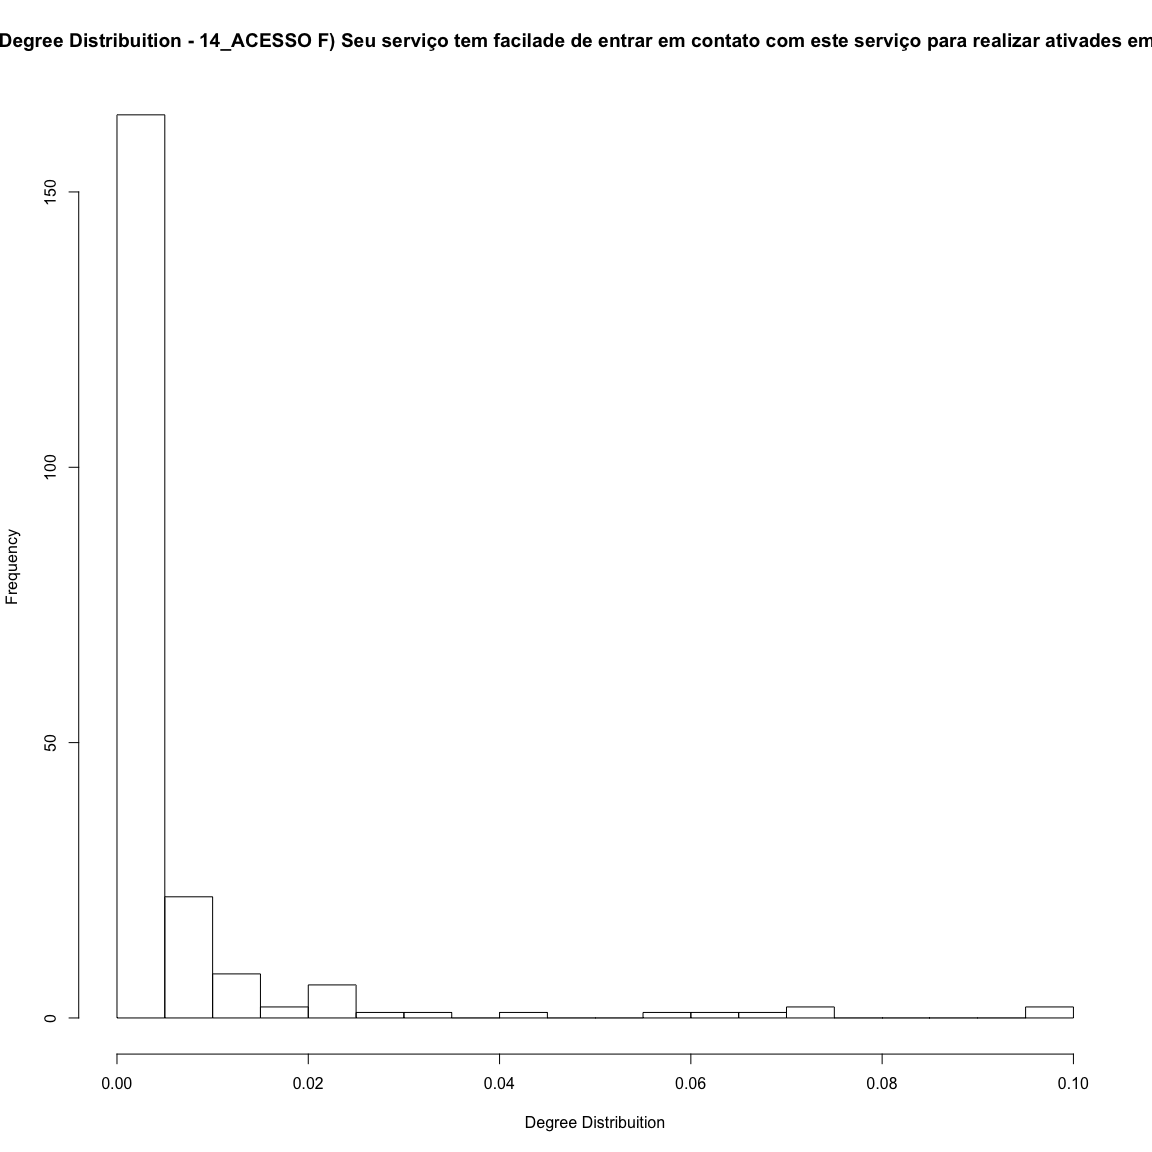 Degree Distribuition - 14_ACESSO F) Seu serviço tem facilade de entrar em contato com este serviço para realizar ativades em
150
100
50
0
Frequency
0.00 0.02 0.04 0.06 0.08 0.10
Degree Distribuition